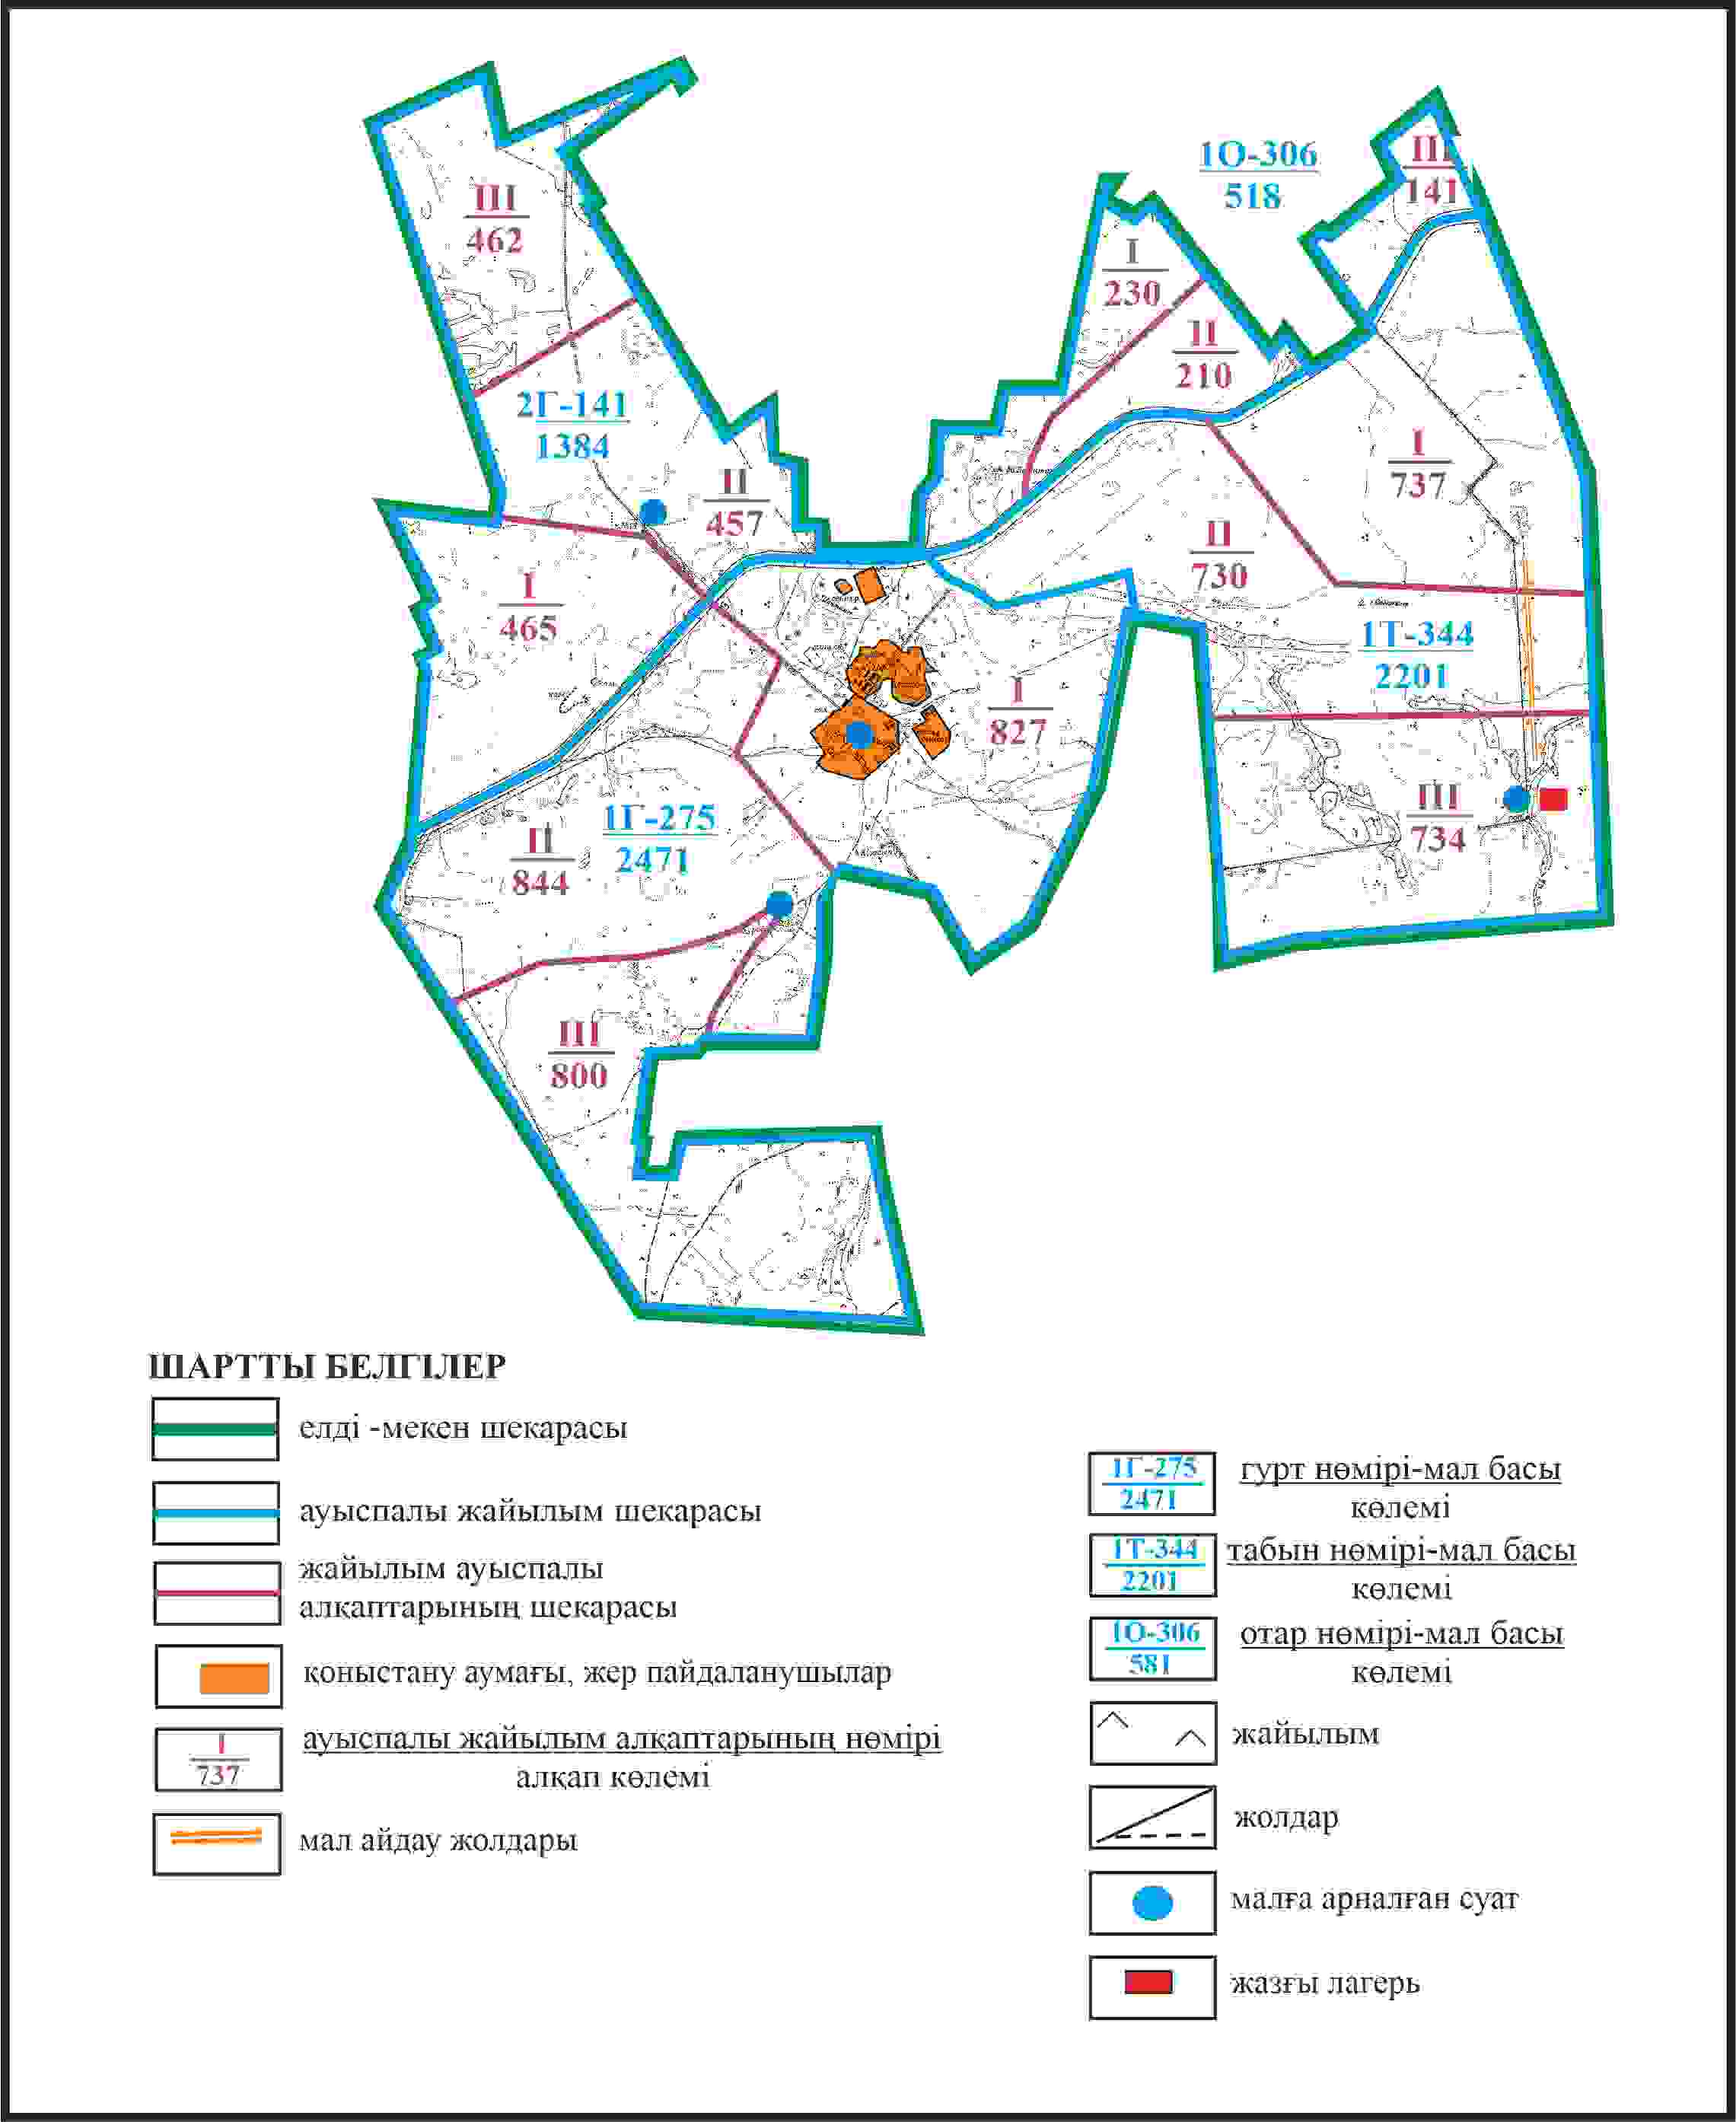 1О-306
518
III
141
III
462
I
230
II
210
2Г-141
1384
I
737
II
457
II
730
I
465
1Т-344
2201
I
827
III
734
1Г-275
2471
II
844
III
800
ШАРТТЫ БЕЛГІЛЕР
елді -мекен шекарасы
ауыспалы жайылым шекарасы
жайылым ауыспалы
алқаптарының шекарасы
қоныстану аумағы, жер пайдаланушылар
I
737
ауыспалы жайылым алқаптарының нөмірі
алқап көлемі
мал айдау жолдары
1Г-275
2471
гурт нөмірі-мал басы
көлемі
1Т-344
2201
табын нөмірі-мал басы
көлемі
1О-306
581
отар нөмірі-мал басы
көлемі
жайылым
жолдар
малға арналған суат
жазғы лагерь